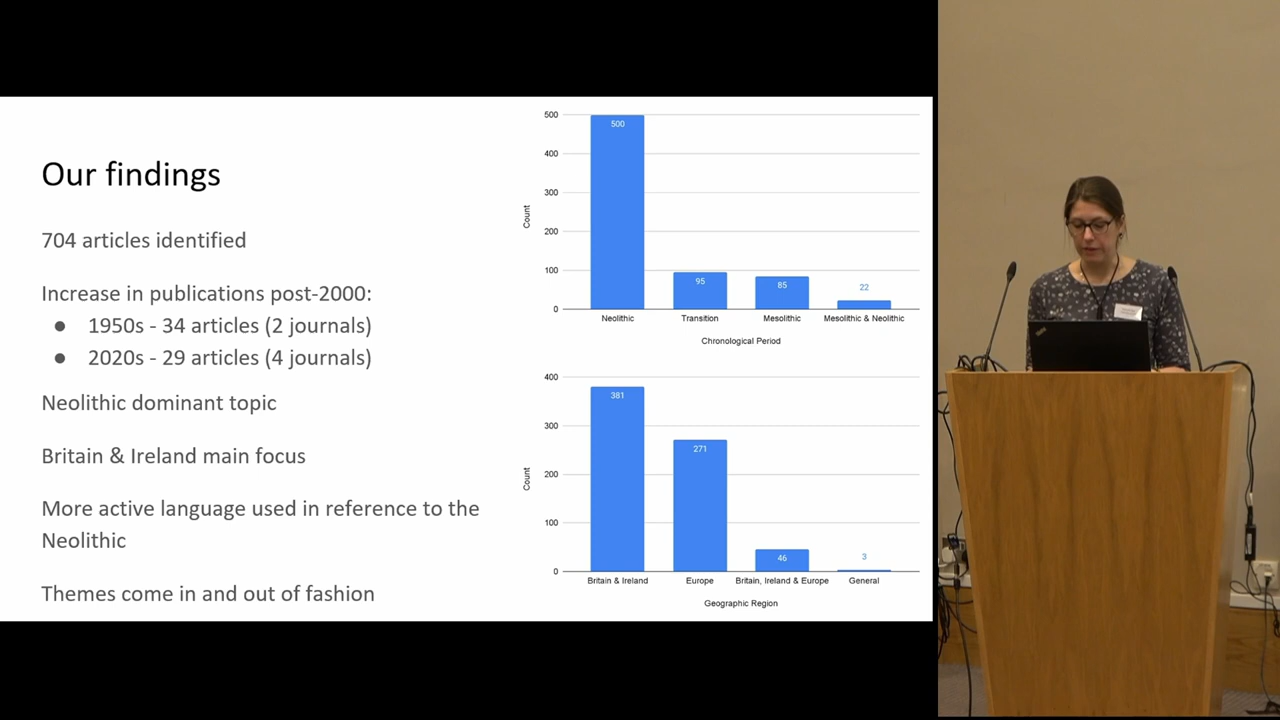 Our findings
704 articles identified
Increase in publications post-2000:
● 1950s - 34 articles (2 journals)
● 2020s - 29 articles (4 journals)
Neolithic dominant topic
Britain & Ireland main focus
More active language used in reference to the
Neolithic
Themes come in and out of fashion
500
400
300
200
100
0
Count
500
95
85
22
Neolithic
Transition
Mesolithic
Mesolithic & Neolithic
Chronological Period
400
300
200
100
0
Count
381
271
46
3
Britain & Ireland
Europe
Britain, Ireland & Europe
General
Geographic Region